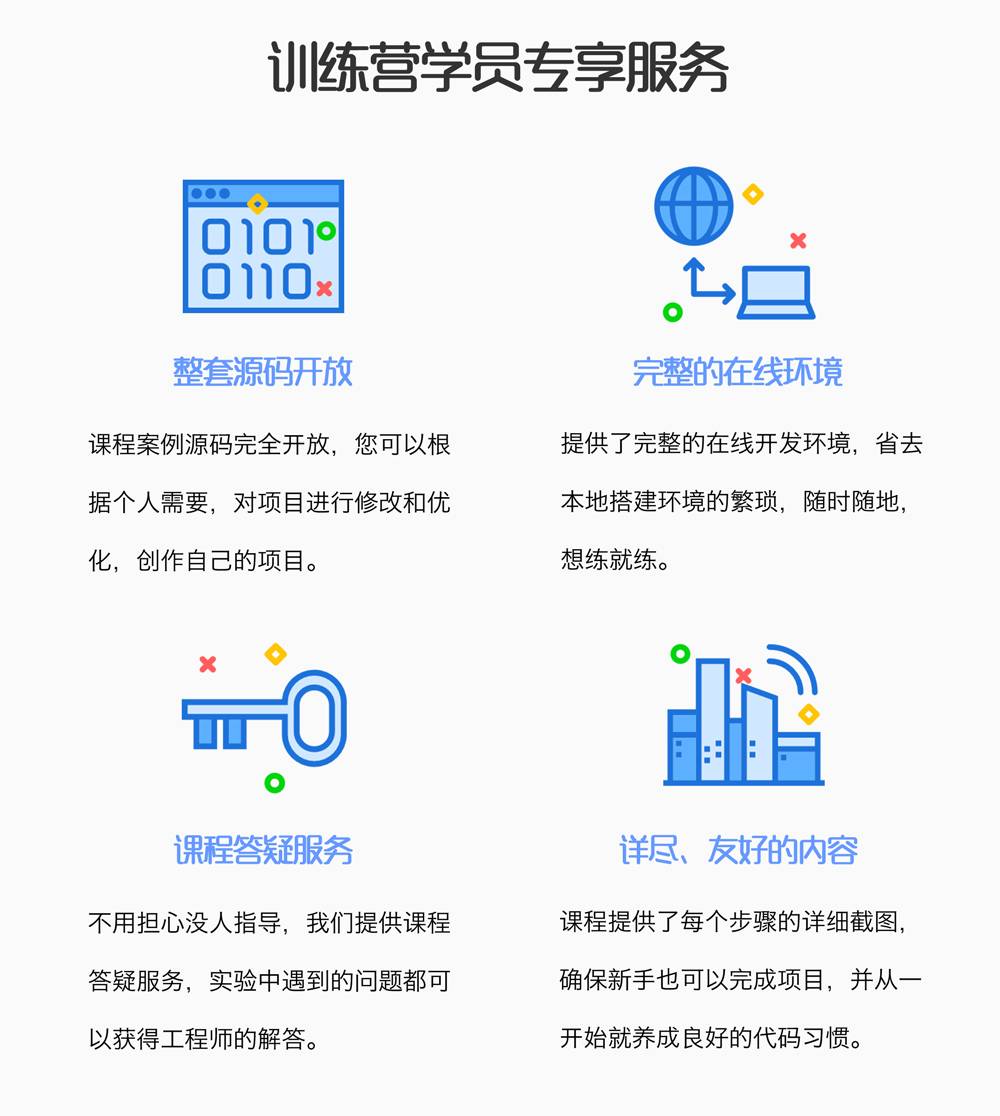 训练营学员专享服务
0101
0110
整套源码开放
课程案例源码完全开放，您可以根
据个人需要，对项目进行修改和优
化，创作自己的项目。
完整的在线环境
提供了完整的在线开发环境，省去
本地搭建环境的繁琐，随时随地，
想练就练。
课程答疑服务
不用担心没人指导，我们提供课程
答疑服务，实验中遇到的问题都可
以获得工程师的解答。
详尽、友好的内容
课程提供了每个步骤的详细截图，
确保新手也可以完成项目，并从一
开始就养成良好的代码习惯。